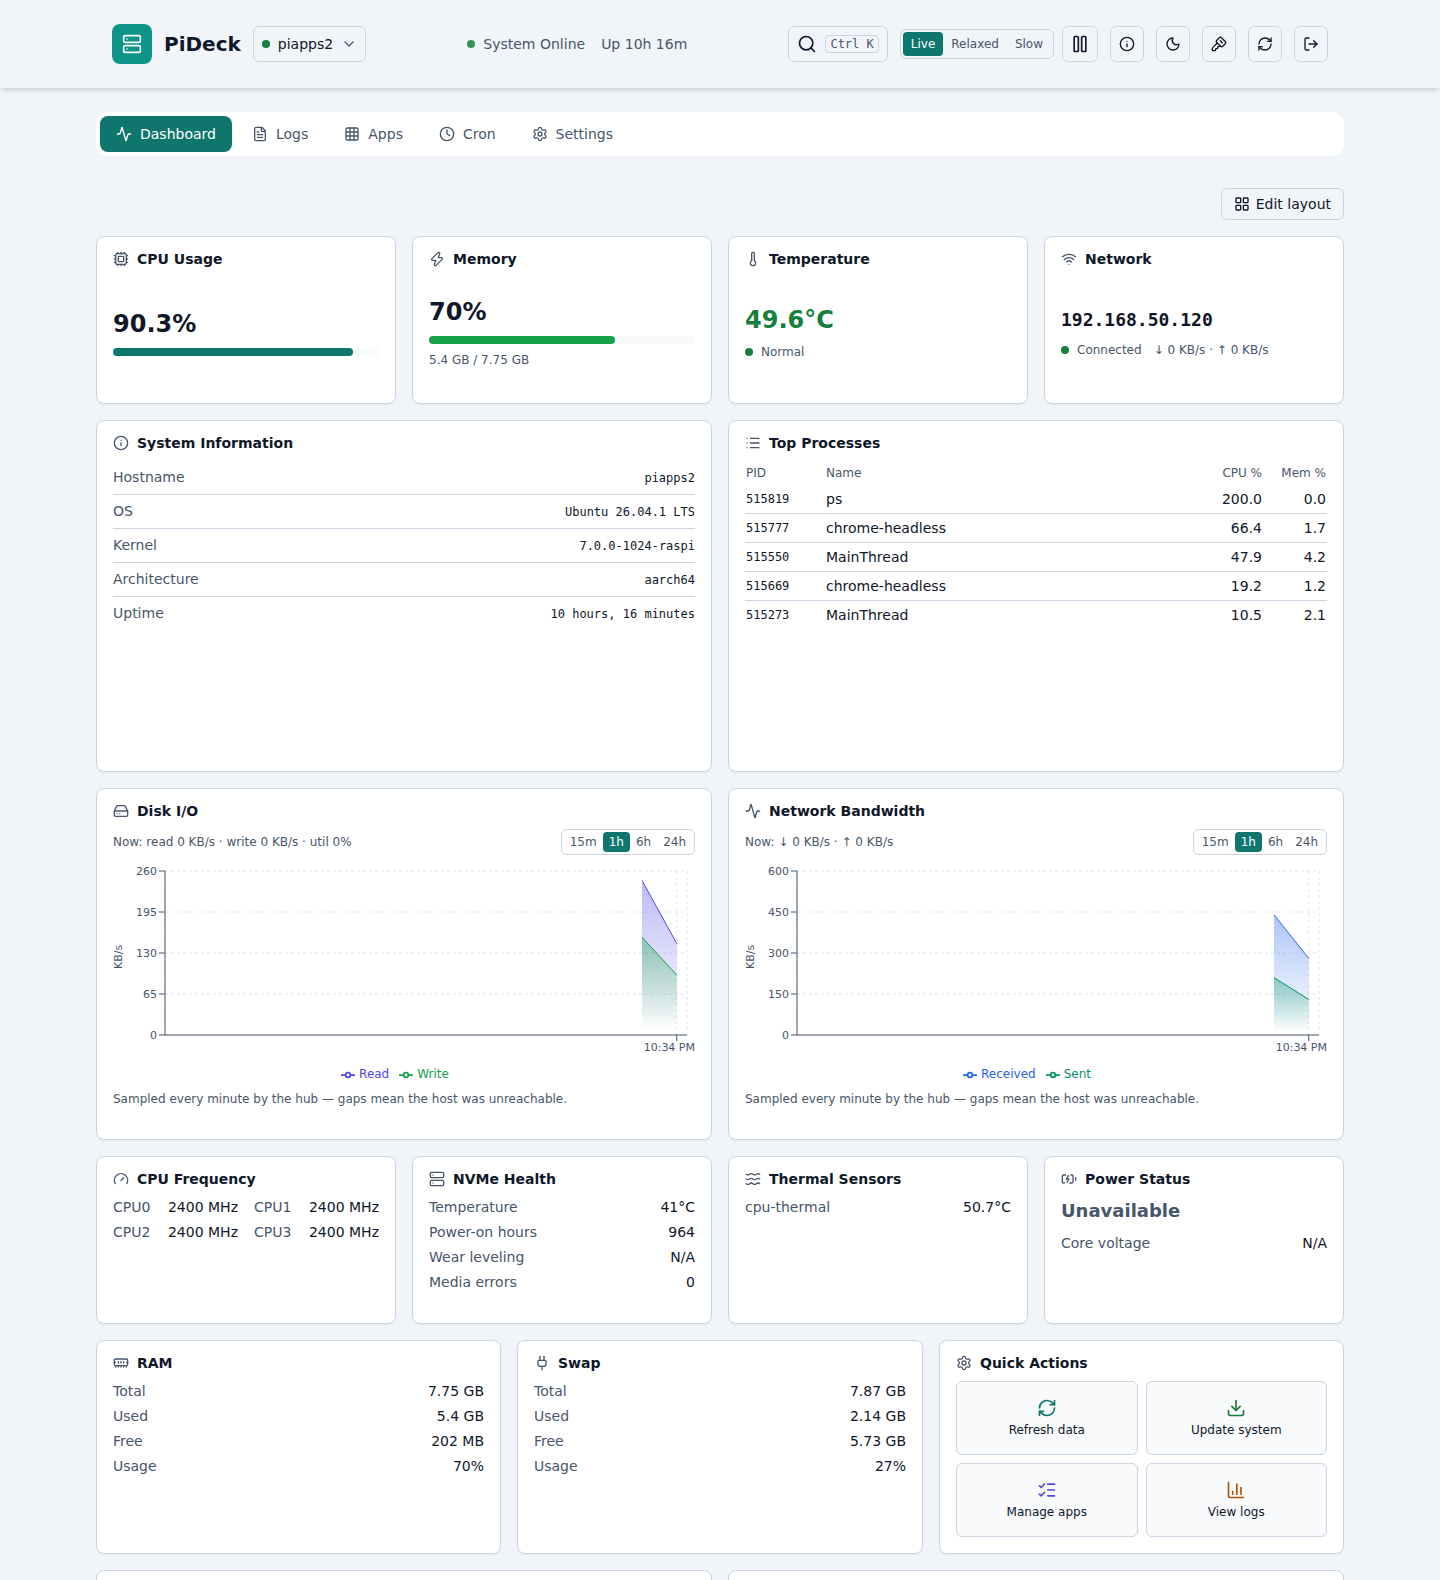 PiDeck
piapps2
System Online Up 10h 16m
Ctrl K
Live Relaxed Slow
Dashboard Logs Apps Cron Settings
Edit layout
CPU Usage
90.3%
Memory
70%
5.4 GB / 7.75 GB
Temperature
49.6°C
Normal
Network
192.168.50.120
Connected ↓ 0 KB/s · ↑ 0 KB/s
System Information
Hostname piapps2
OS Ubuntu 26.04.1 LTS
Kernel 7.0.0-1024-raspi
Architecture aarch64
Uptime 10 hours, 16 minutes
Top Processes
PID Name CPU % Mem %
515819 ps 200.0 0.0
515777 chrome-headless 66.4 1.7
515550 MainThread 47.9 4.2
515669 chrome-headless 19.2 1.2
515273 MainThread 10.5 2.1
Disk I/O
Now: read 0 KB/s · write 0 KB/s · util 0%
15m 1h 6h 24h
260
195
130
65
0
KB/s
10:34 PM
Read Write
Sampled every minute by the hub — gaps mean the host was unreachable.
Network Bandwidth
Now: ↓ 0 KB/s · ↑ 0 KB/s
15m 1h 6h 24h
600
450
300
150
0
KB/s
10:34 PM
Received Sent
Sampled every minute by the hub — gaps mean the host was unreachable.
CPU Frequency
CPU0 2400 MHz CPU1 2400 MHz
CPU2 2400 MHz CPU3 2400 MHz
NVMe Health
Temperature 41°C
Power-on hours 964
Wear leveling N/A
Media errors 0
Thermal Sensors
cpu-thermal 50.7°C
Power Status
Unavailable
Core voltage N/A
RAM
Total 7.75 GB
Used 5.4 GB
Free 202 MB
Usage 70%
Swap
Total 7.87 GB
Used 2.14 GB
Free 5.73 GB
Usage 27%
Quick Actions
Refresh data
Update system
Manage apps
View logs